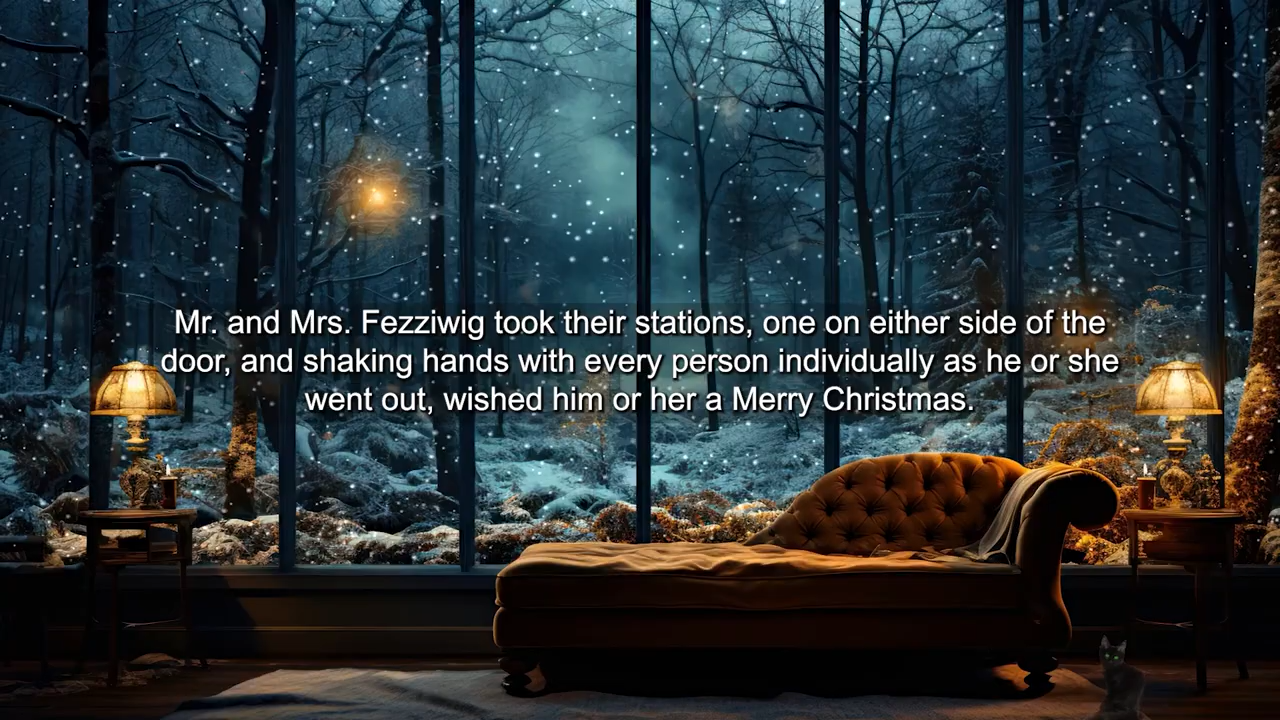 Mr. and Mrs. Fezziwig took their stations, one on either side of the
door, and shaking hands with every person individually as he or she
went out, wished him or her a Merry Christmas.